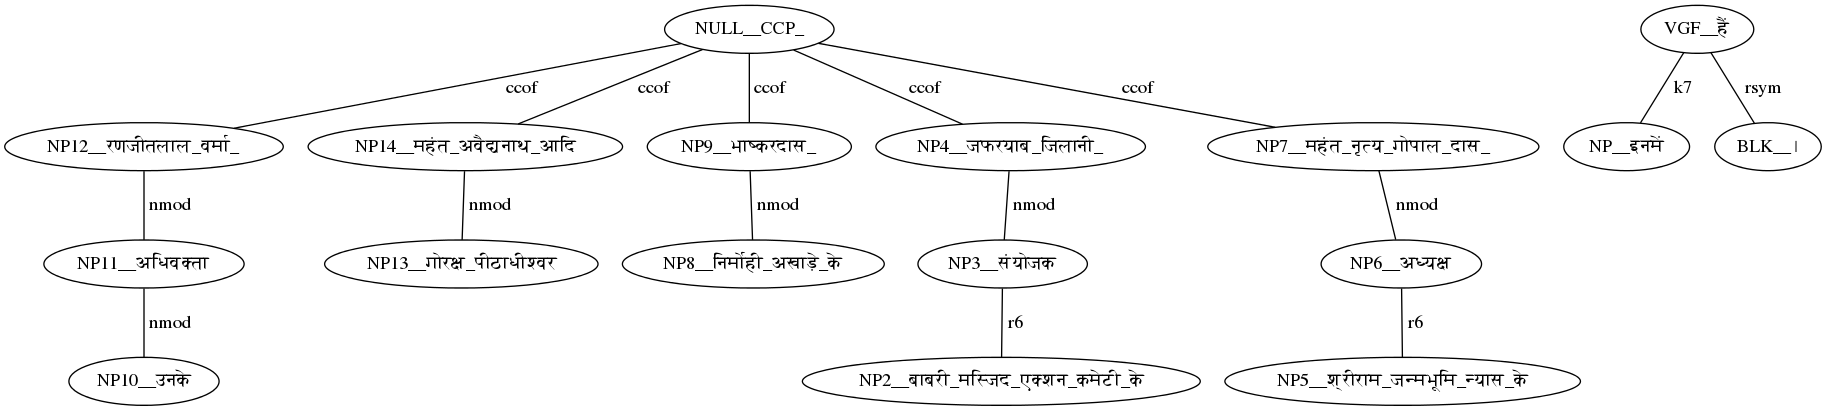 NULL__CCP_ VGF__हैं
ccof ccof ccof ccof ccof k7 rsym
NP12__रणजीतलाल_वर्मा_ NP14__महंत_अवैद्यनाथ_आदि NP9__भाष्करदास_ NP4__जफरयाब_जिलानी_ NP7__महंत_नृत्य_गोपाल_दास_ NP__इनमें BLK__।
nmod nmod nmod nmod nmod
NP11__अधिवक्ता NP13__गोरक्ष_पीठाधीश्वर NP8__निर्मोही_अखाड़े_के NP3__संयोजक NP6__अध्यक्ष
nmod r6 r6
NP10__उनके NP2__बाबरी_मस्जिद_एक्शन_कमेटी_के NP5__श्रीराम_जन्मभूमि_न्यास_के